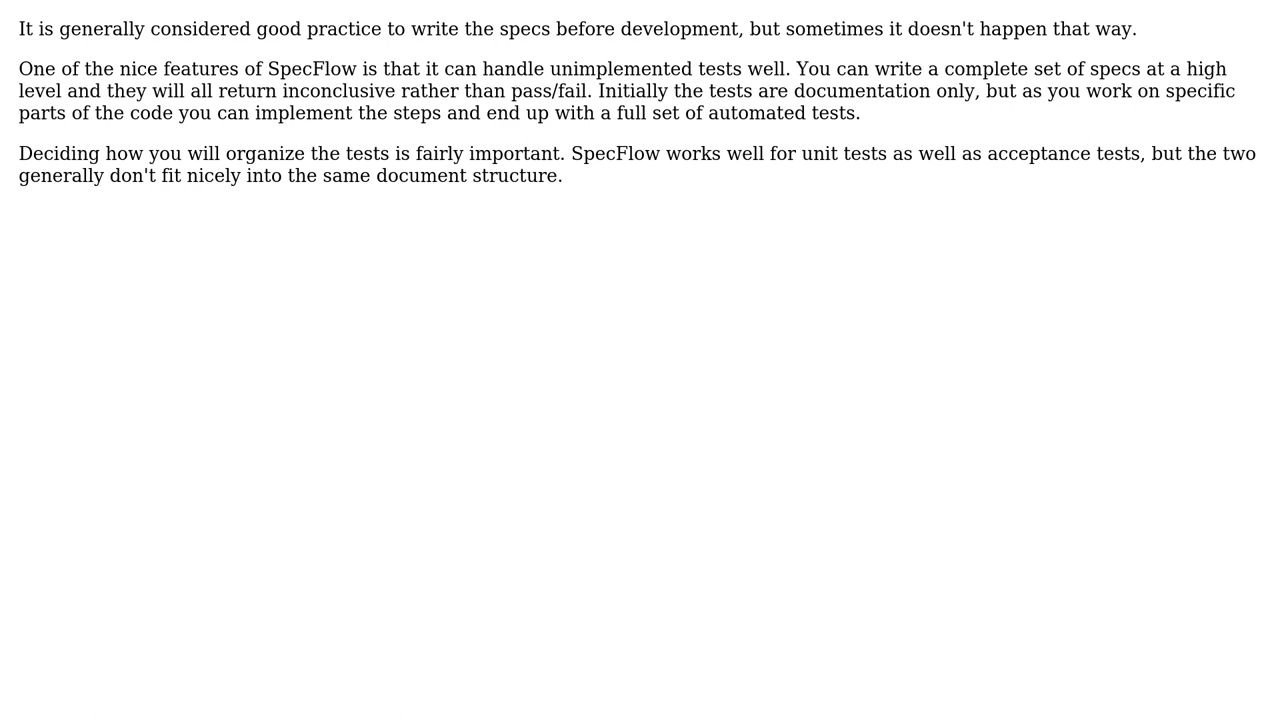 It is generally considered good practice to write the specs before development, but sometimes it doesn't happen that way.
One of the nice features of SpecFlow is that it can handle unimplemented tests well. You can write a complete set of specs at a high
level and they will all return inconclusive rather than pass/fail. Initially the tests are documentation only, but as you work on specific
parts of the code you can implement the steps and end up with a full set of automated tests.
Deciding how you will organize the tests is fairly important. SpecFlow works well for unit tests as well as acceptance tests, but the two
generally don't fit nicely into the same document structure.